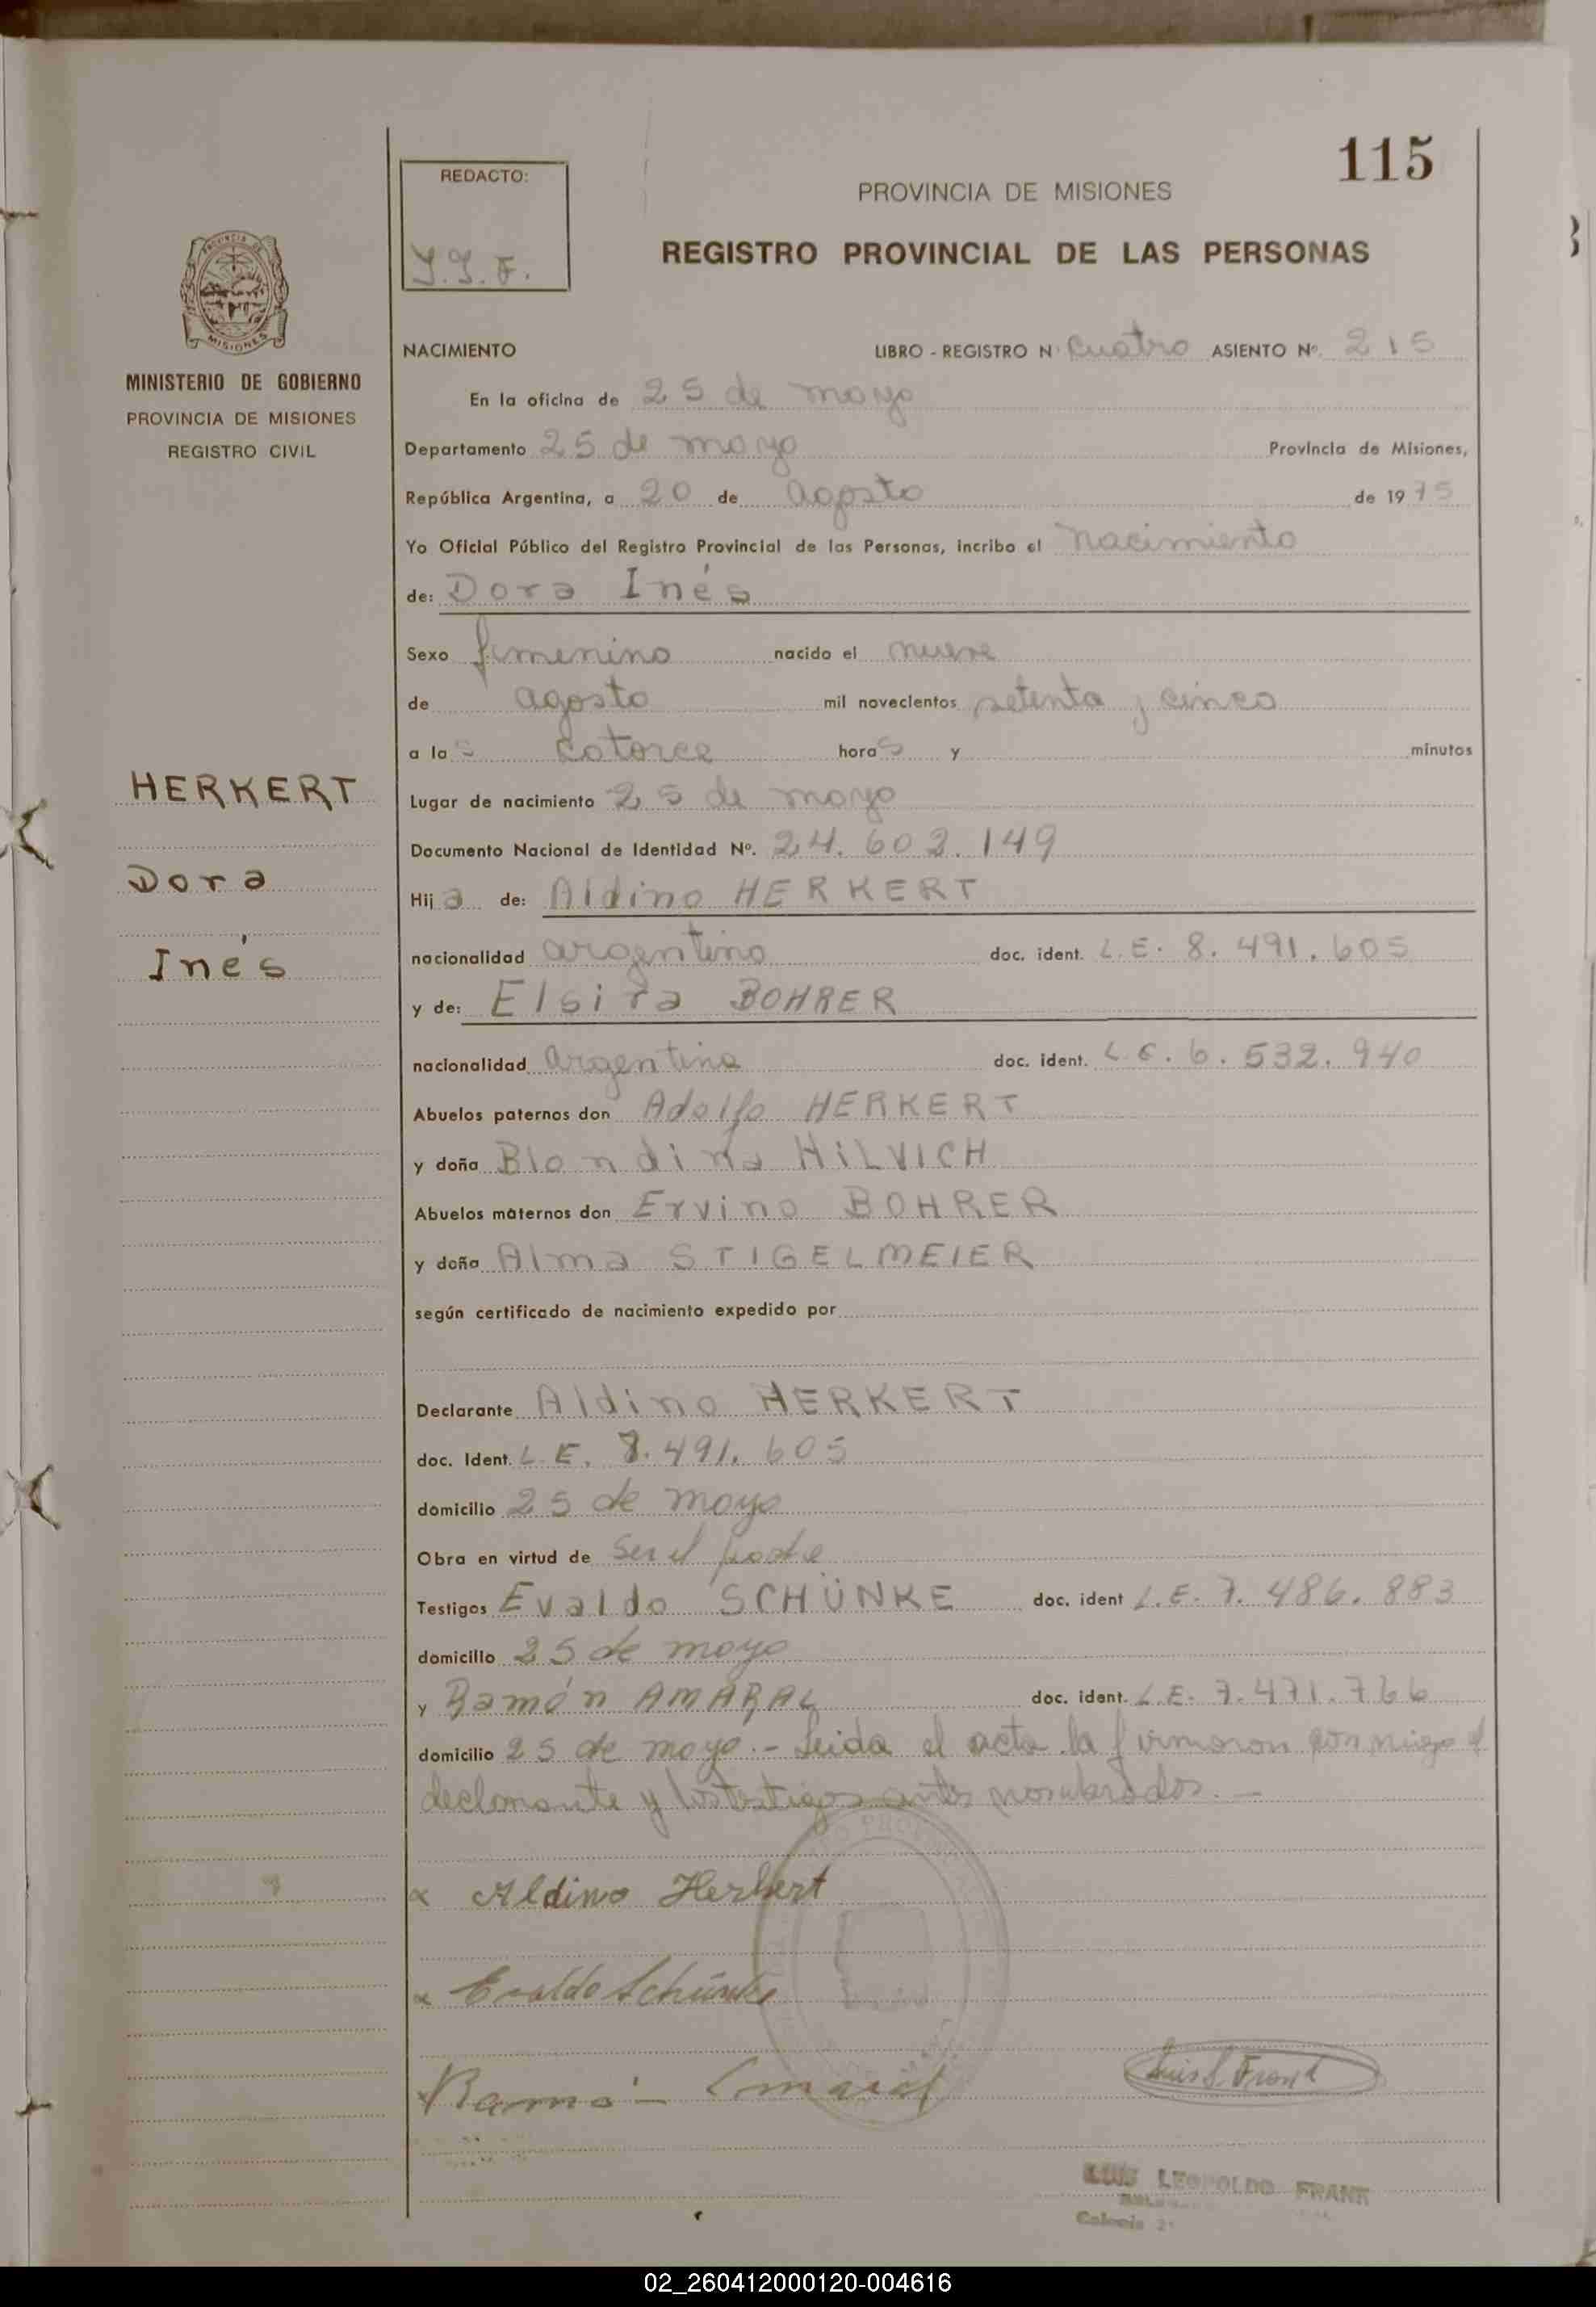 115
REDACTO:
PROVINCIA DE MISIONES
REGISTRO PROVINCIAL DE LAS PERSONAS
PROVINCIA DE
MISIONES
MINISTERIO DE GOBIERNO
PROVINCIA DE MISIONES
REGISTRO CIVIL
NACIMIENTO LIBRO - REGISTRO N° Cuatro ASIENTO Nº. 215
En la oficina de 25 de mayo
Departamento 25 de mayo Provincia de Misiones,
República Argentina, a 20 de agosto de 1975
Yo Oficial Público del Registro Provincial de las Personas, incribo el nacimiento
de: Dora Inés
Sexo femenino nacido el nueve
de agosto mil novecientos setenta y cinco
a las catorce horas y minutos
HERKERT
Lugar de nacimiento 25 de mayo
Documento Nacional de Identidad Nº. 24.602.149
Dora
Hija de: Aldino HERKERT
Inés
nacionalidad argentino doc. ident. L.E. 8.491.605
y de: Elsira BOHRER
nacionalidad argentina doc. ident. L.C. 6.532.940
Abuelos paternos don Adolfo HERKERT
y doña Blondina HILVICH
Abuelos maternos don Ervino BOHRER
y doña Alma STIGELMEIER
según certificado de nacimiento expedido por
Declarante Aldino HERKERT
doc. Ident. L.E. 8.491.605
domicilio 25 de mayo
Obra en virtud de ser el padre
Testigos Evaldo SCHÜNKE doc. ident L.E. 7.486.883
domicilio 25 de mayo
y Ramón AMARAL doc. ident. L.E. 7.471.766
domicilio 25 de mayo.- Leida el acta la firmaron conmigo el
declarante y los testigos antes nombrados.-
x Aldino Herkert
x Evaldo Schünke
Ramón Amaral
Luis L Frank
LUIS LEOPOLDO FRANK
Colonia 25
02_260412000120-004616